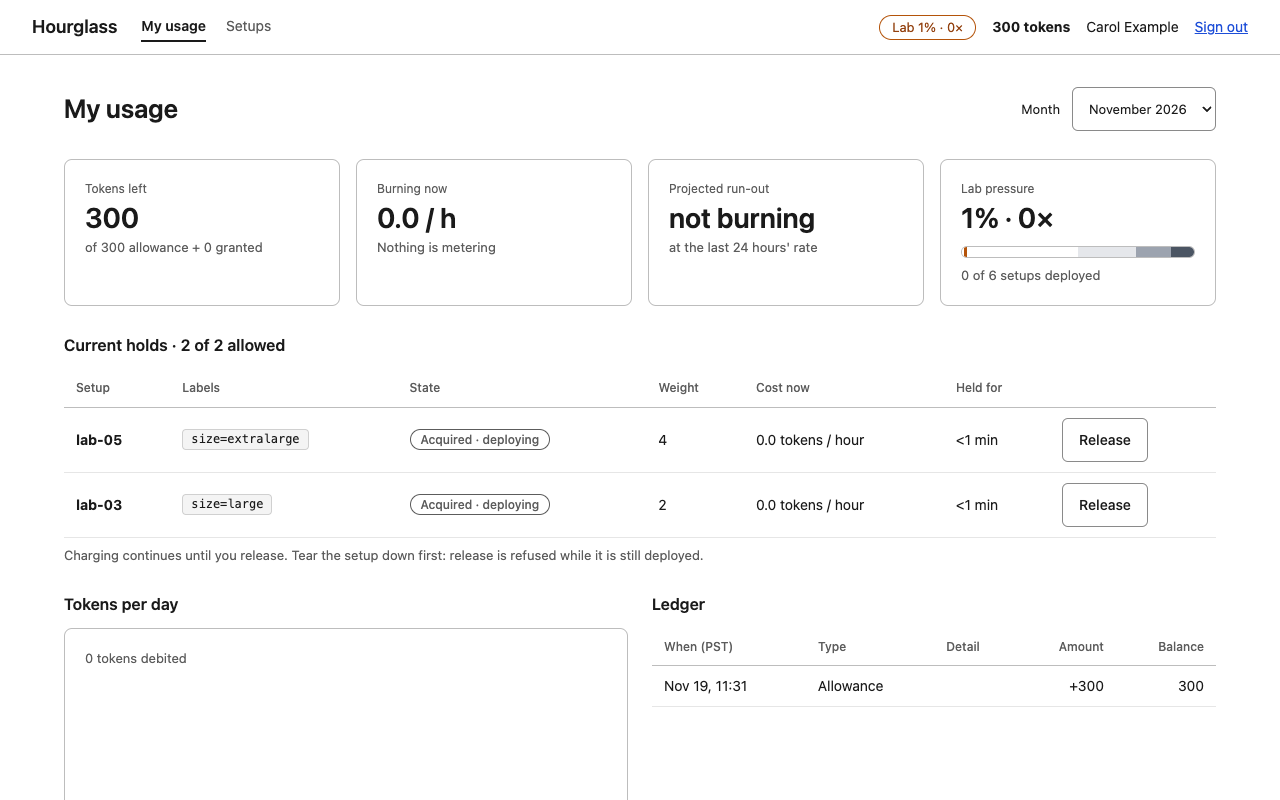 Hourglass My usage Setups Lab 1% · 0× 300 tokens Carol Example Sign out
My usage Month November 2026
Tokens left Burning now Projected run-out Lab pressure
300 0.0 / h not burning 1% · 0×
of 300 allowance + 0 granted Nothing is metering at the last 24 hours' rate
0 of 6 setups deployed
Current holds · 2 of 2 allowed
Setup Labels State Weight Cost now Held for
lab-05 size=extralarge Acquired · deploying 4 0.0 tokens / hour <1 min Release
lab-03 size=large Acquired · deploying 2 0.0 tokens / hour <1 min Release
Charging continues until you release. Tear the setup down first: release is refused while it is still deployed.
Tokens per day Ledger
When (PST) Type Detail Amount Balance
0 tokens debited
Nov 19, 11:31 Allowance +300 300